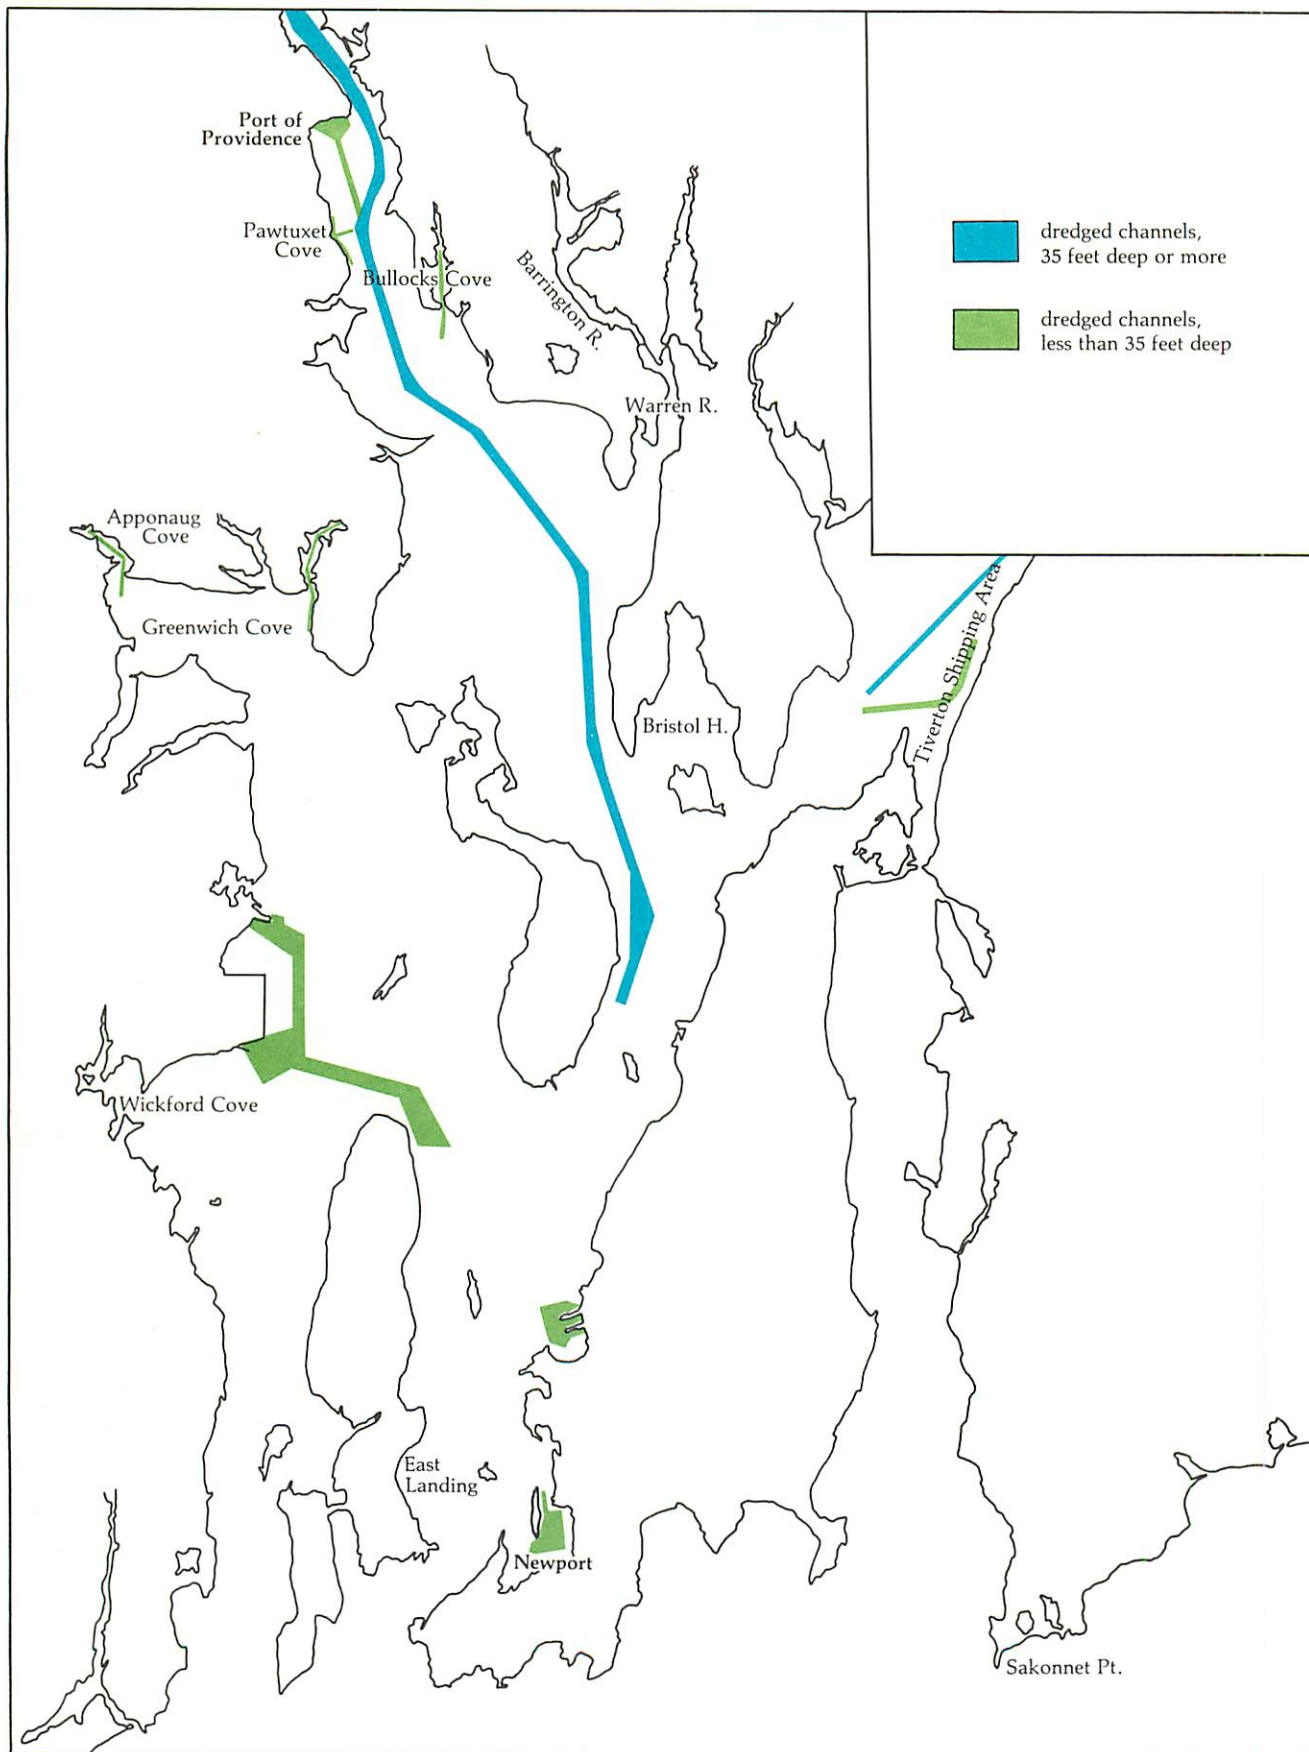 Port of
Providence
Pawtuxet
Cove
Bullocks Cove
Barrington R.
Warren R.
dredged channels,
35 feet deep or more
dredged channels,
less than 35 feet deep
Apponaug
Cove
Greenwich Cove
Bristol H.
Tiverton Shipping Area
Wickford Cove
East
Landing
Newport
Sakonnet Pt.